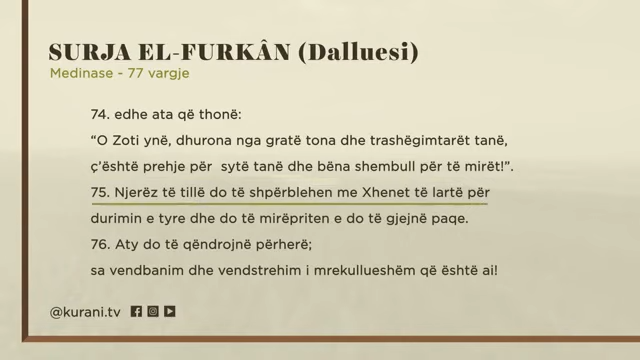 SURJA EL-FURKÂN (Dalluesi)
Medinase - 77 vargje
74. edhe ata që thonë:
“O Zoti ynë, dhurona nga gratë tona dhe trashëgimtarët tanë,
ç’është prehje për sytë tanë dhe bëna shembull për të mirët!”.
75. Njerëz të tillë do të shpërblehen me Xhenet të lartë për
durimin e tyre dhe do të mirëpriten e do të gjejnë paqe.
76. Aty do të qëndrojnë përherë;
sa vendbanim dhe vendstrehim i mrekullueshëm që është ai!
@kurani.tv